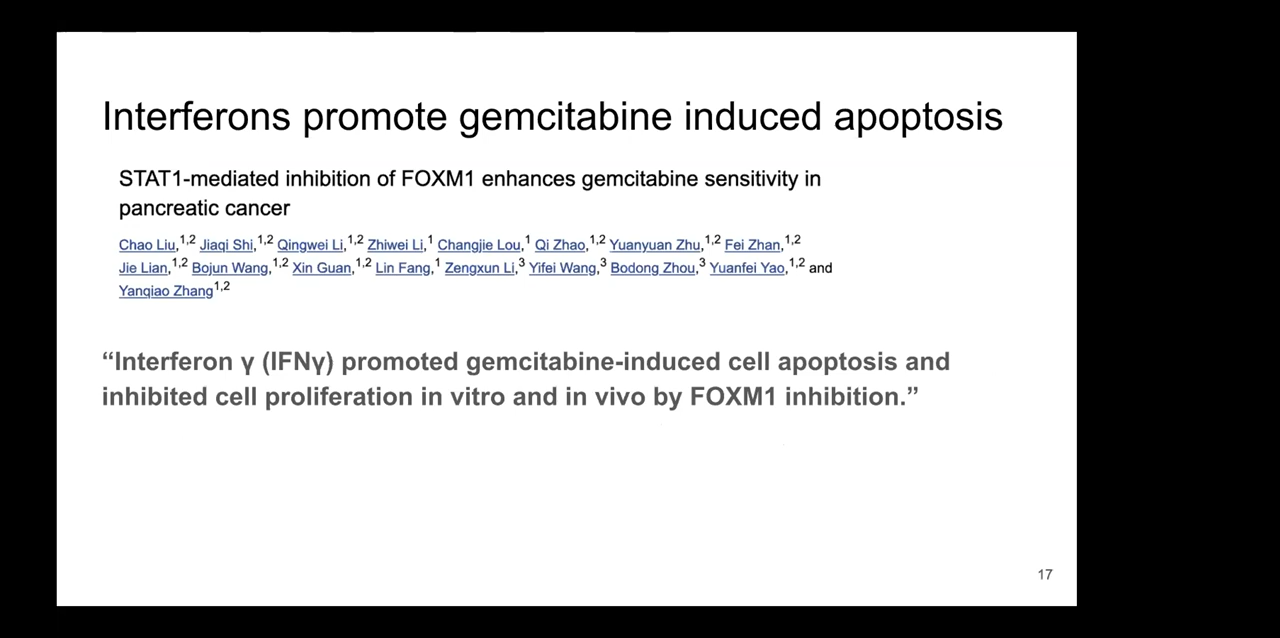 Interferons promote gemcitabine induced apoptosis
STAT1-mediated inhibition of FOXM1 enhances gemcitabine sensitivity in
pancreatic cancer
Chao Liu,1,2 Jiaqi Shi,1,2 Qingwei Li,1,2 Zhiwei Li,1 Changjie Lou,1 Qi Zhao,1,2 Yuanyuan Zhu,1,2 Fei Zhan,1,2
Jie Lian,1,2 Bojun Wang,1,2 Xin Guan,1,2 Lin Fang,1 Zengxun Li,3 Yifei Wang,3 Bodong Zhou,3 Yuanfei Yao,1,2 and
Yanqiao Zhang1,2
“Interferon γ (IFNγ) promoted gemcitabine-induced cell apoptosis and
inhibited cell proliferation in vitro and in vivo by FOXM1 inhibition.”
17